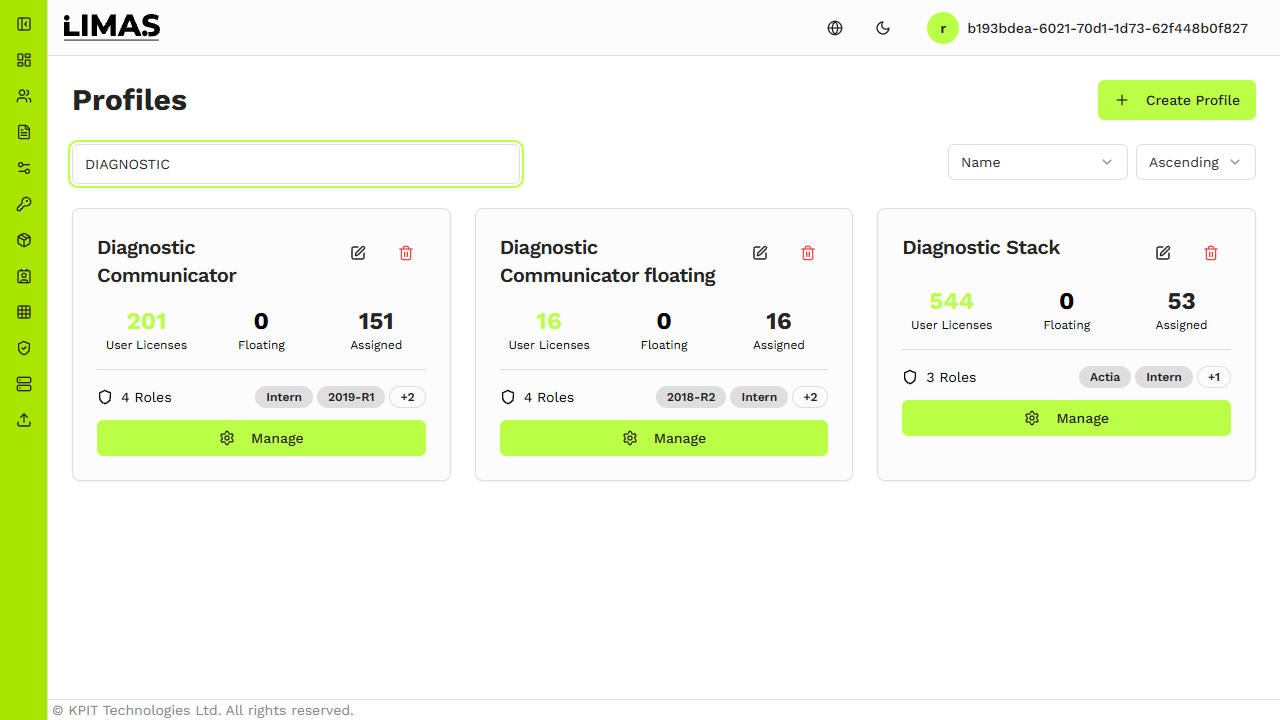 LIMAS
r b193bdea-6021-70d1-1d73-62f448b0f827
Profiles
Create Profile
DIAGNOSTIC
Name
Ascending
Diagnostic
Communicator
201 0 151
User Licenses Floating Assigned
4 Roles Intern 2019-R1 +2
Manage
Diagnostic
Communicator floating
16 0 16
User Licenses Floating Assigned
4 Roles 2018-R2 Intern +2
Manage
Diagnostic Stack
544 0 53
User Licenses Floating Assigned
3 Roles Actia Intern +1
Manage
© KPIT Technologies Ltd. All rights reserved.